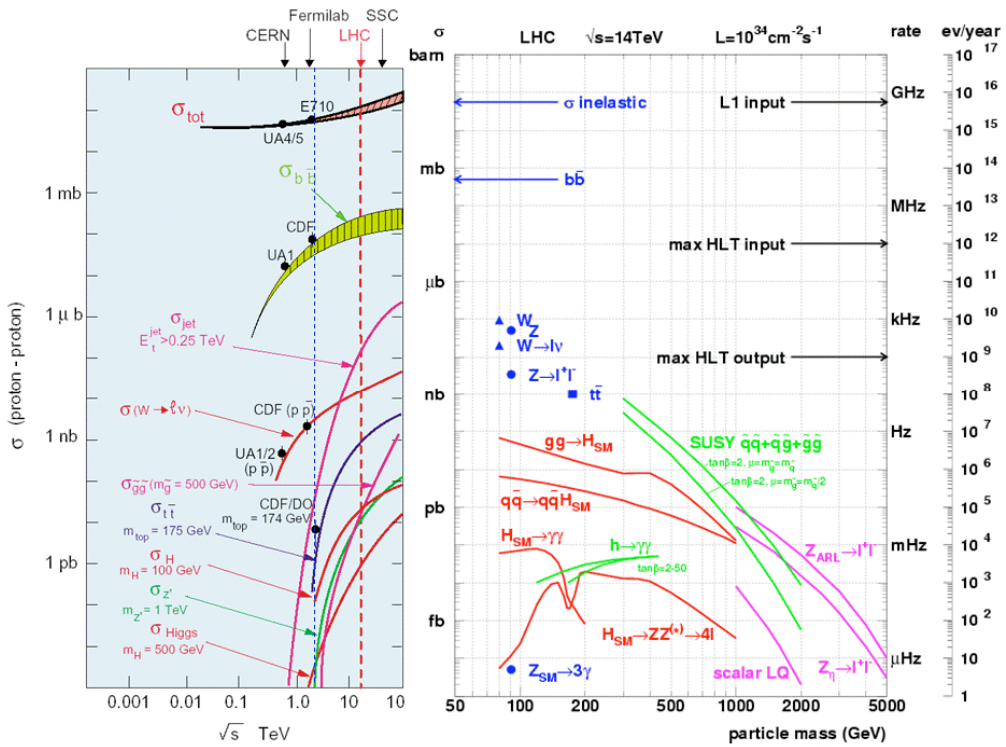 Fermilab SSC
CERN LHC
σ LHC √s=14TeV L=10³⁴cm⁻²s⁻¹ rate ev/year
barn
GHz
mb
MHz
μb
kHz
nb
Hz
pb
mHz
fb
μHz
10¹⁷
10¹⁶
10¹⁵
10¹⁴
10¹³
10¹²
10¹¹
10¹⁰
10⁹
10⁸
10⁷
10⁶
10⁵
10⁴
10³
10²
10
1
σtot
E710
UA4/5
σb b̄
1 mb
CDF
UA1
1 μ b
σjet
Etjet >0.25 TeV
σ (W→ℓν)
CDF (p p̄)
1 nb
UA1/2
(p p̄)
σg̃g̃ (mg̃ = 500 GeV)
σt t̄
mtop = 175 GeV
CDF/DO
mtop = 174 GeV
1 pb
σH
mH = 100 GeV
σZ'
mZ' = 1 TeV
σHiggs
mH = 500 GeV
σ (proton - proton)
0.001 0.01 0.1 1.0 10 100
√s TeV
σ inelastic
L1 input
bb̄
max HLT input
W
Z
W→lν
max HLT output
Z→l⁺l⁻
tt̄
gg→HSM
SUSY q̃q̃+q̃g̃+g̃g̃
tanβ=2, μ=mg̃=mq̃
tanβ=2, μ=mg̃=mq̃/2
qq̄→qq̄HSM
HSM→γγ
h→γγ
tanβ=2-50
ZARL→l⁺l⁻
HSM→ZZ⁽*⁾→4l
ZSM→3γ
scalar LQ
Zη→l⁺l⁻
50 100 200 500 1000 2000 5000
particle mass (GeV)